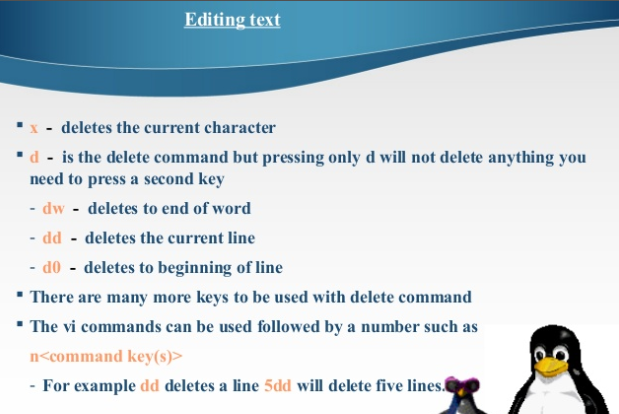 Editing text
▪ x - deletes the current character
▪ d - is the delete command but pressing only d will not delete anything you
need to press a second key
- dw - deletes to end of word
- dd - deletes the current line
- d0 - deletes to beginning of line
▪ There are many more keys to be used with delete command
▪ The vi commands can be used followed by a number such as
n<command key(s)>
- For example dd deletes a line 5dd will delete five lines.